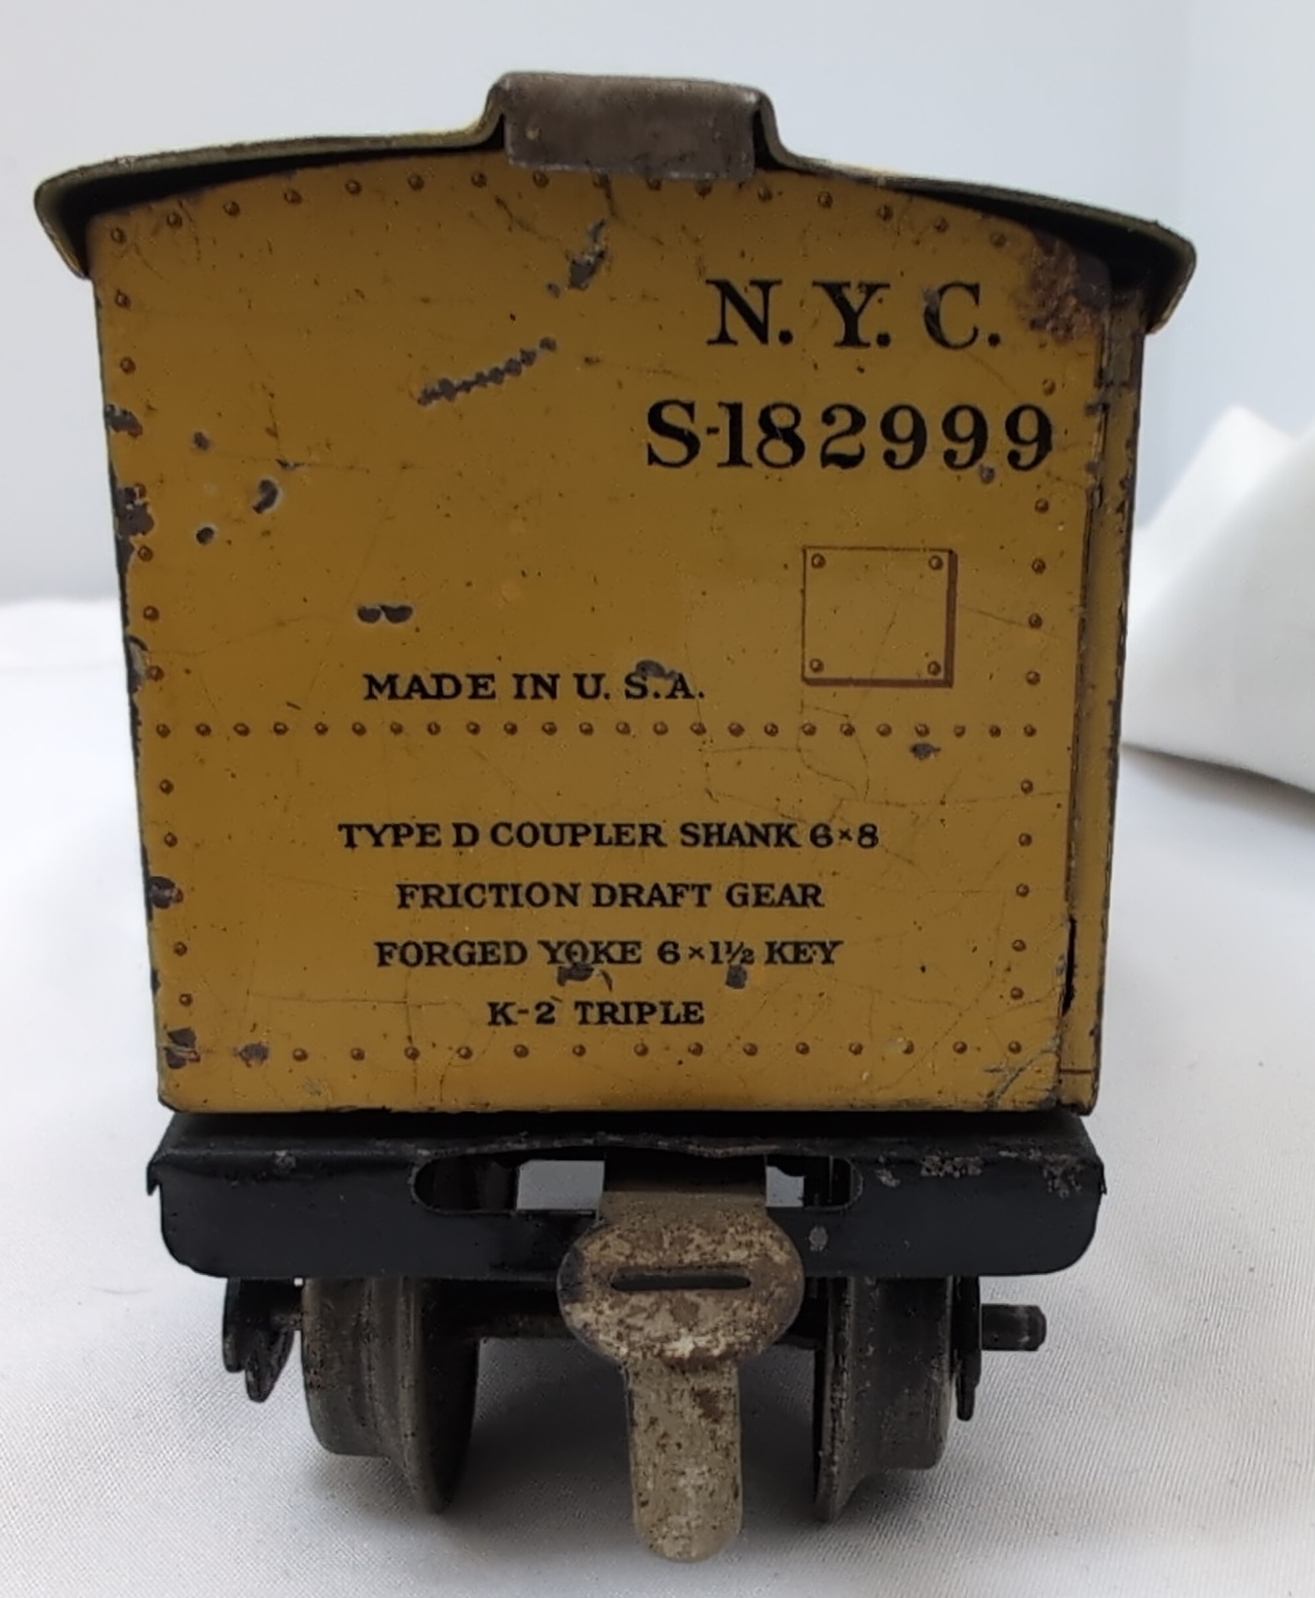 N. Y. C.
S-182999
MADE IN U. S. A.
TYPE D COUPLER SHANK 6×8
FRICTION DRAFT GEAR
FORGED YOKE 6×1½ KEY
K-2 TRIPLE